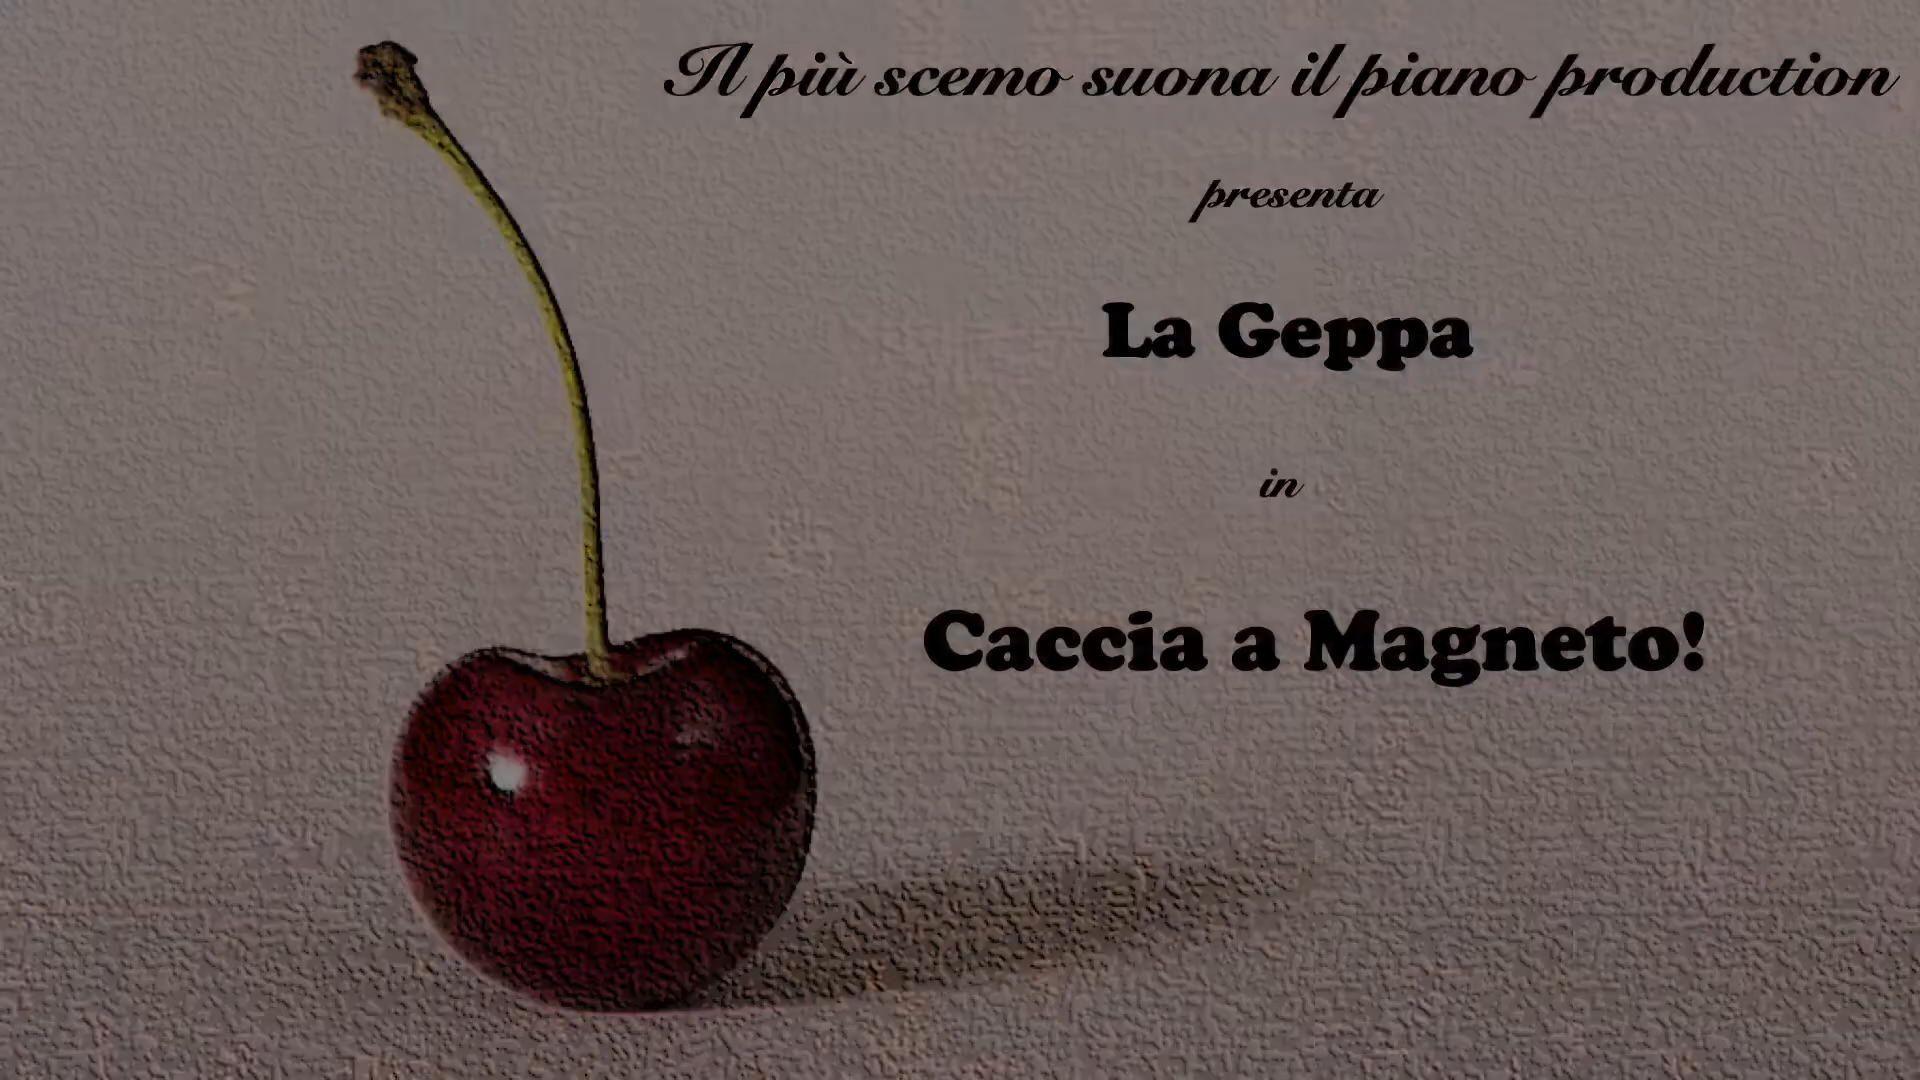 Il più scemo suona il piano production
presenta
La Geppa
in
Caccia a Magneto!